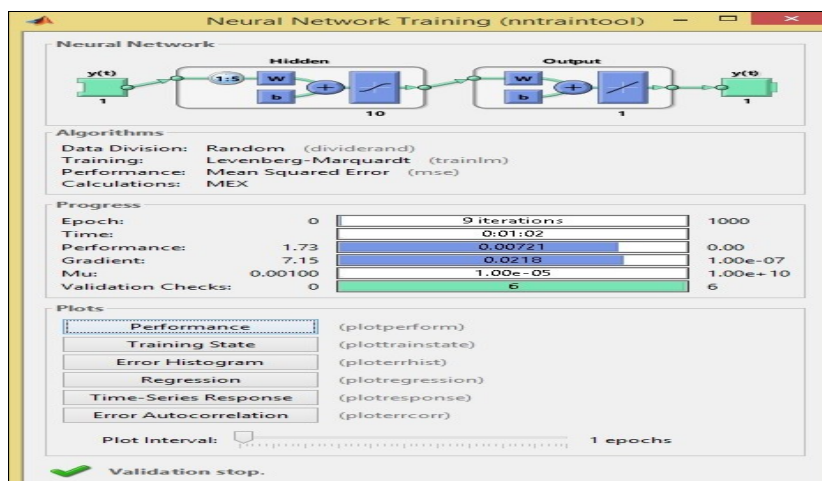 Neural Network Training (nntraintool)
Neural Network
Hidden
Output
y(t)
1
1:5
W
b
+
10
W
b
+
1
y(t)
1
Algorithms
Data Division: Random (dividerand)
Training: Levenberg-Marquardt (trainlm)
Performance: Mean Squared Error (mse)
Calculations: MEX
Progress
Epoch: 0 9 iterations 1000
Time: 0:01:02
Performance: 1.73 0.00721 0.00
Gradient: 7.15 0.0218 1.00e-07
Mu: 0.00100 1.00e-05 1.00e+10
Validation Checks: 0 6 6
Plots
Performance (plotperform)
Training State (plottrainstate)
Error Histogram (ploterrhist)
Regression (plotregression)
Time-Series Response (plotresponse)
Error Autocorrelation (ploterrcorr)
Plot Interval: 1 epochs
Validation stop.